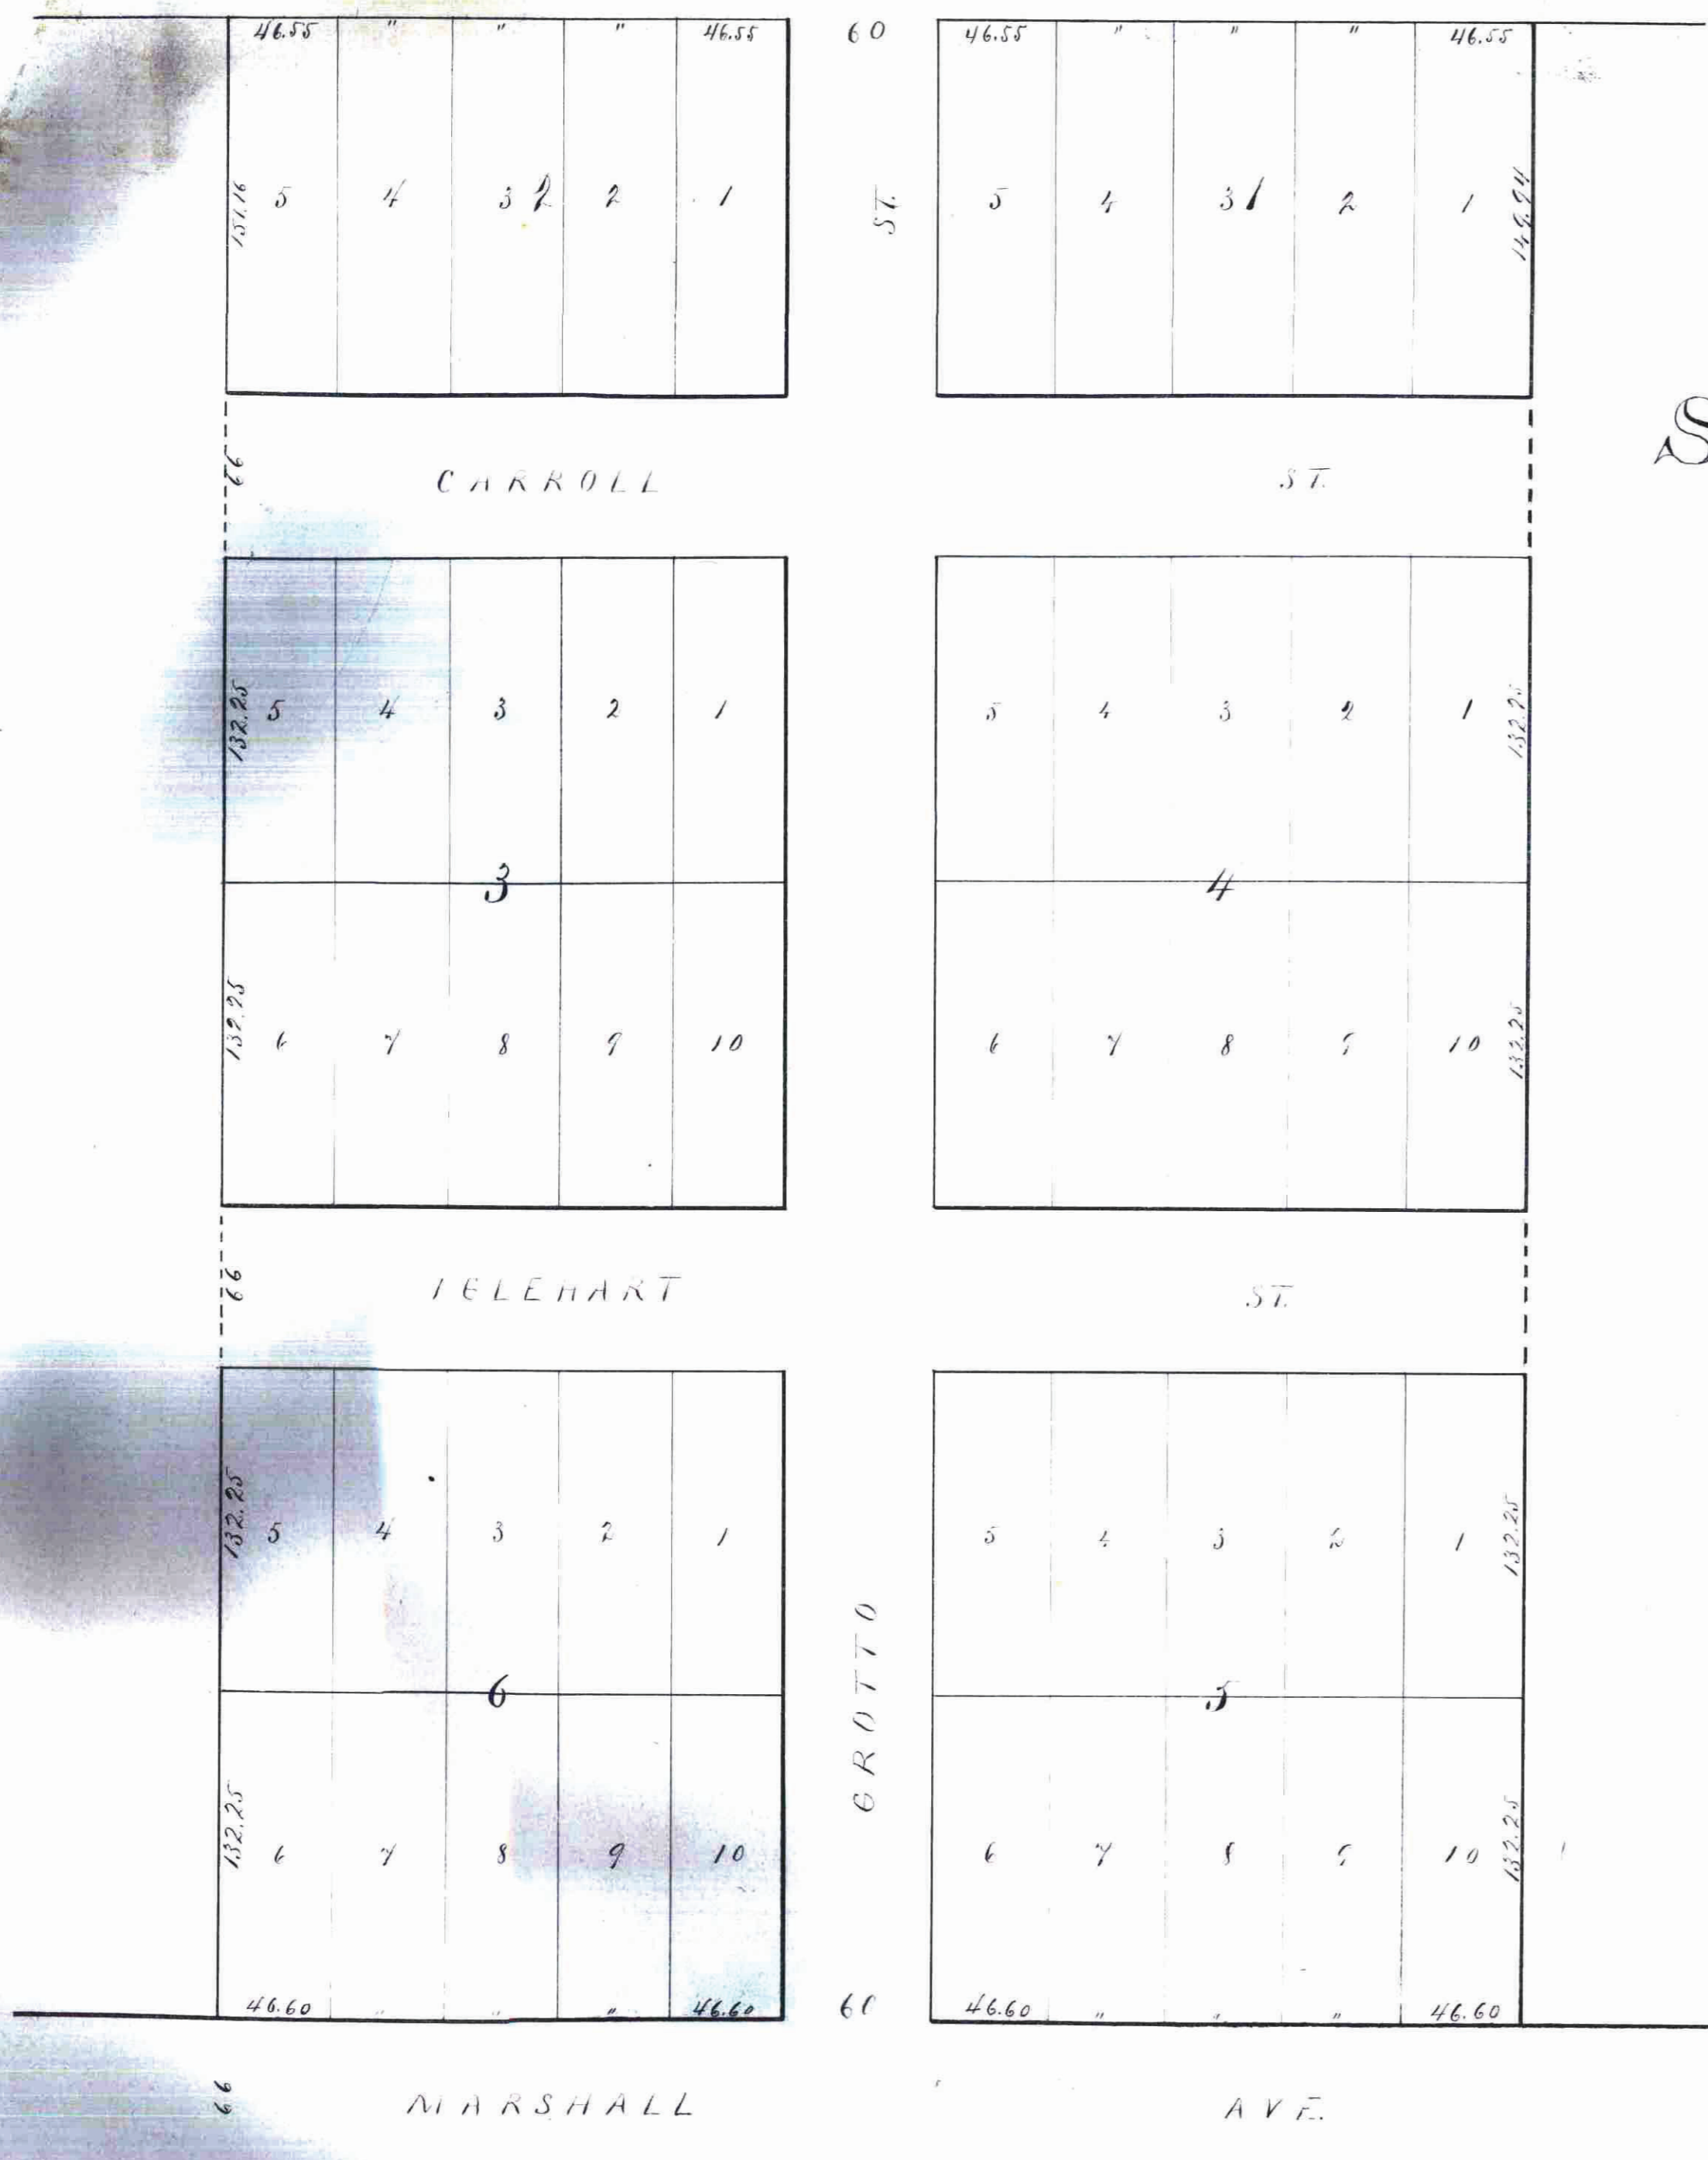 46.55 " " " 46.55 60 46.55 " " " 46.55
151.16 5 4 3 2 2 1 ST. 5 4 3 1 2 1 149.94
66 CARROLL ST. S
132.25 5 4 3 2 1 5 4 3 2 1 132.25
3 4
132.25 6 7 8 9 10 6 7 8 9 10 132.25
66 IGLEHART ST.
132.25 5 4 3 2 1 5 4 3 2 1 132.25
6 GROTTO 5
132.25 6 7 8 9 10 6 7 8 9 10 132.25
46.60 " " " 46.60 60 46.60 " " " 46.60
66 MARSHALL AVE.